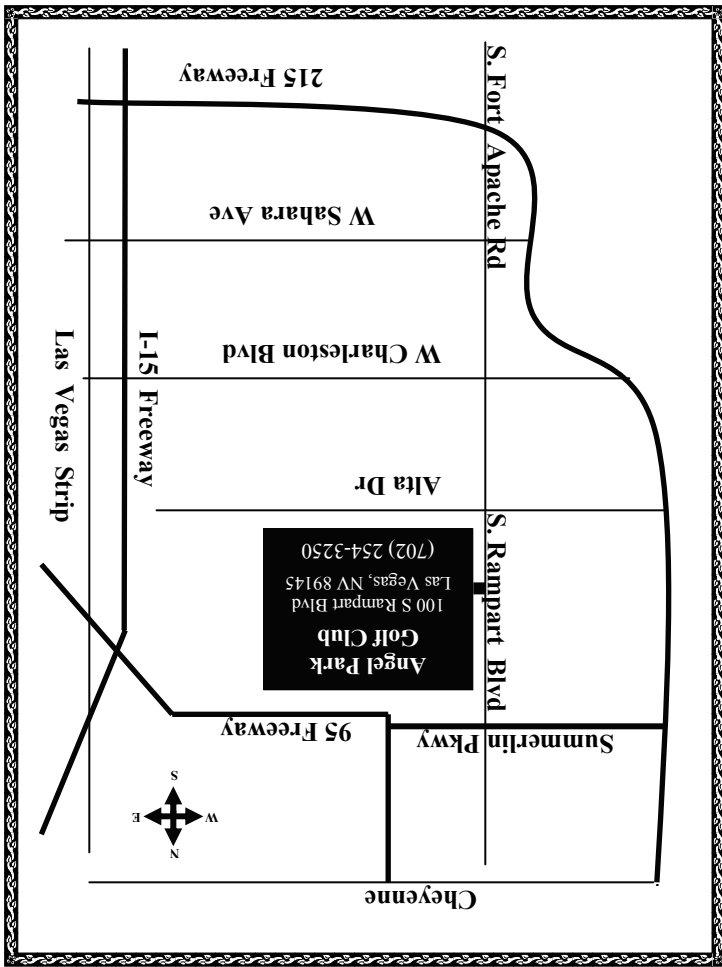 Cheyenne
N
W
E
S
Summerlin Pkwy
95 Freeway
Angel Park
Golf Club
100 S Rampart Blvd
Las Vegas, NV 89145
(702) 254-3250
S. Rampart Blvd
Alta Dr
W Charleston Blvd
I-15 Freeway
Las Vegas Strip
W Sahara Ave
S. Fort Apache Rd
215 Freeway